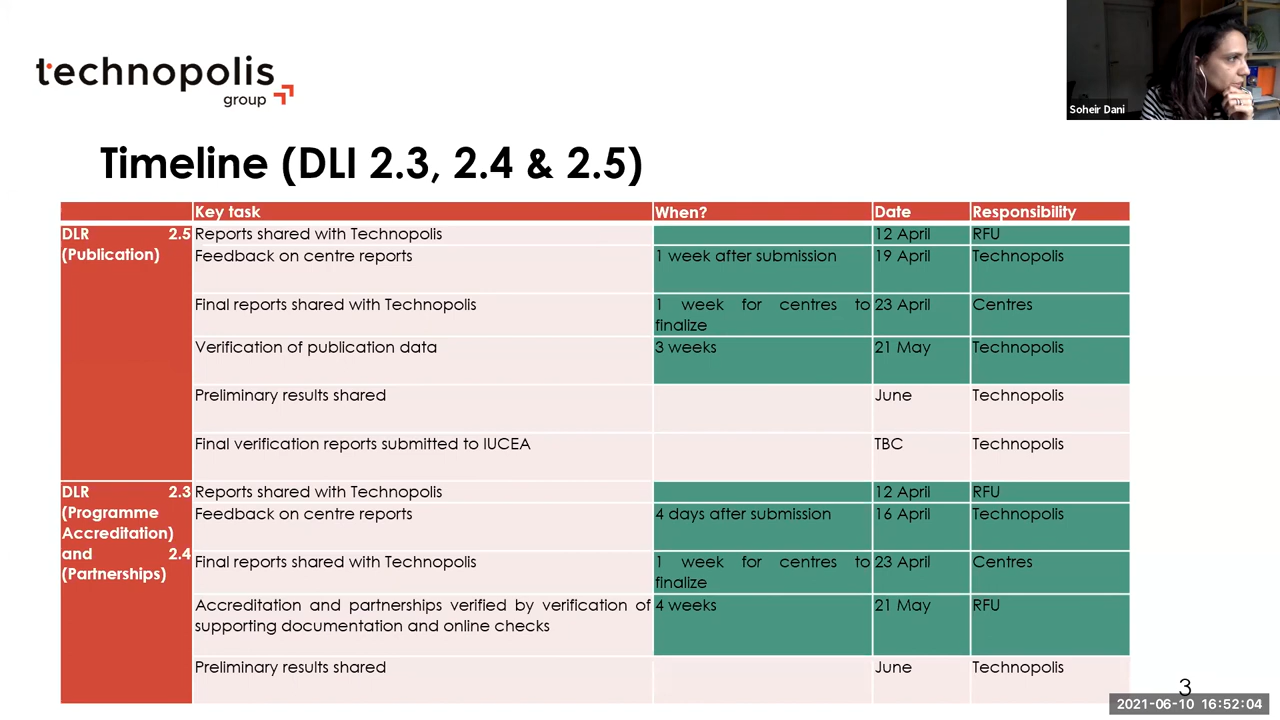 technopolis
group
Soheir Dani
Timeline (DLI 2.3, 2.4 & 2.5)
Key task When? Date Responsibility
DLR 2.5 Reports shared with Technopolis 12 April RFU
(Publication) Feedback on centre reports 1 week after submission 19 April Technopolis
Final reports shared with Technopolis 1 week for centres to 23 April Centres
finalize
Verification of publication data 3 weeks 21 May Technopolis
Preliminary results shared June Technopolis
Final verification reports submitted to IUCEA TBC Technopolis
DLR 2.3 Reports shared with Technopolis 12 April RFU
(Programme Feedback on centre reports 4 days after submission 16 April Technopolis
Accreditation)
and 2.4 Final reports shared with Technopolis 1 week for centres to 23 April Centres
(Partnerships) finalize
Accreditation and partnerships verified by verification of 4 weeks 21 May RFU
supporting documentation and online checks
Preliminary results shared June Technopolis
3
2021-06-10 16:52:04